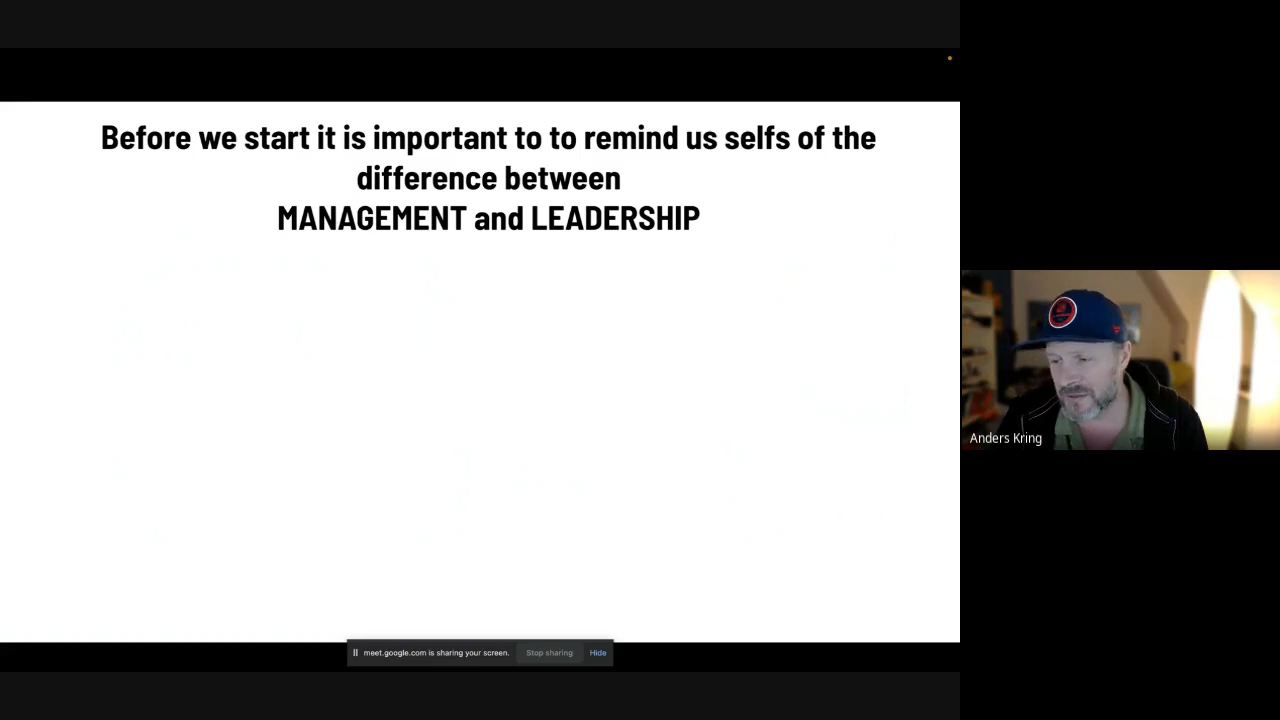 Before we start it is important to to remind us selfs of the
difference between
MANAGEMENT and LEADERSHIP
Anders Kring
meet.google.com is sharing your screen.
Stop sharing
Hide